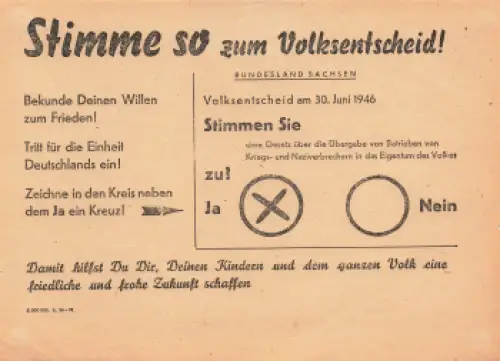 Stimme so zum Volksentscheid!
BUNDESLAND SACHSEN
Bekunde Deinen Willen
zum Frieden!
Tritt für die Einheit
Deutschlands ein!
Zeichne in den Kreis neben
dem Ja ein Kreuz!
Volksentscheid am 30. Juni 1946
Stimmen Sie
dem Gesetz über die Übergabe von Betrieben von
Kriegs- und Naziverbrechern in das Eigentum des Volkes
zu?
Ja
Nein
Damit hilfst Du Dir, Deinen Kindern und dem ganzen Volk eine
friedliche und frohe Zukunft schaffen